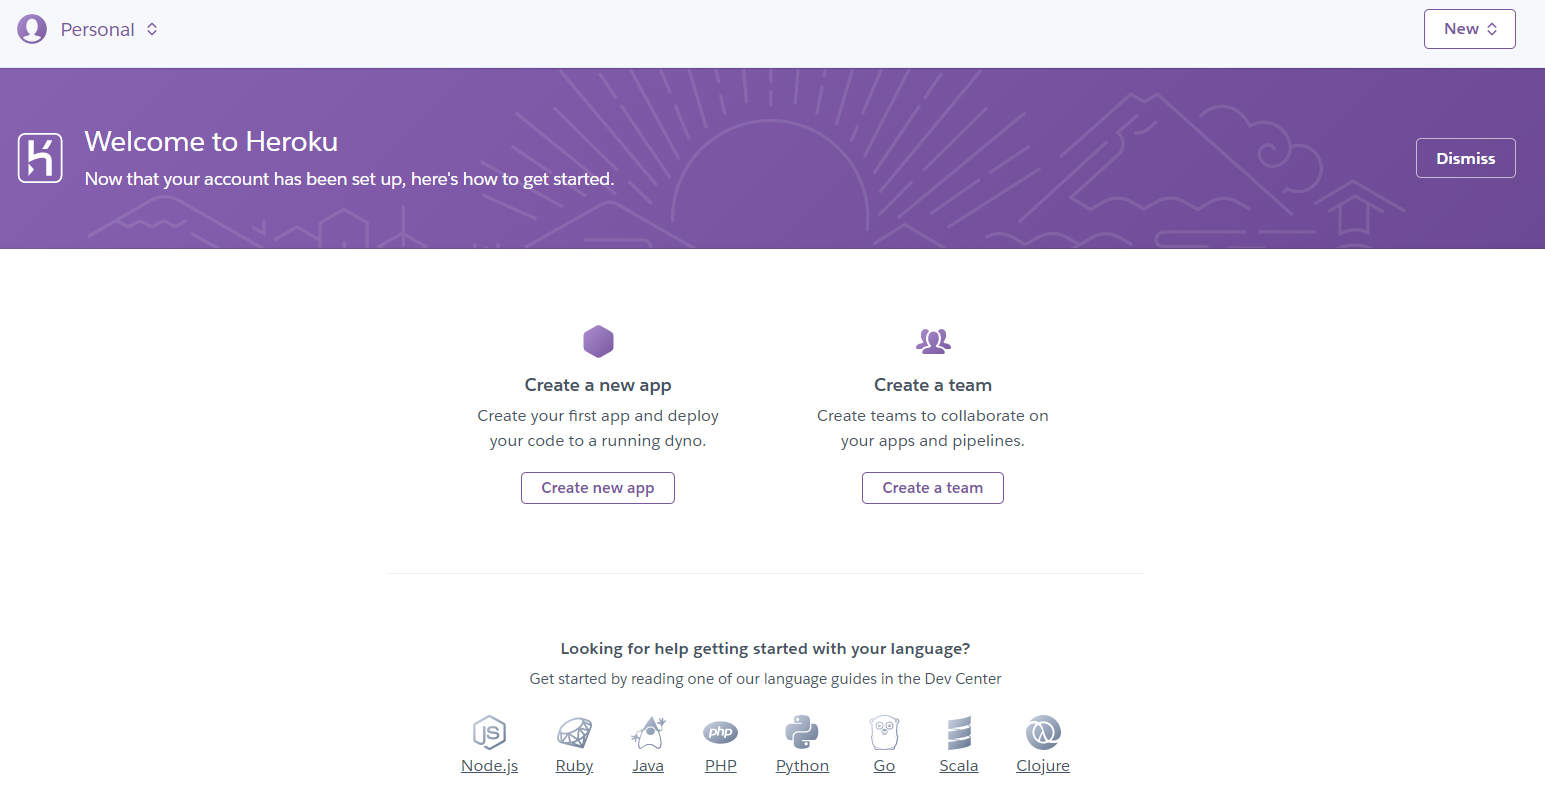 Personal
New
Welcome to Heroku
Now that your account has been set up, here's how to get started.
Dismiss
Create a new app
Create your first app and deploy
your code to a running dyno.
Create new app
Create a team
Create teams to collaborate on
your apps and pipelines.
Create a team
Looking for help getting started with your language?
Get started by reading one of our language guides in the Dev Center
JS
php
Node.js
Ruby
Java
PHP
Python
Go
Scala
Clojure